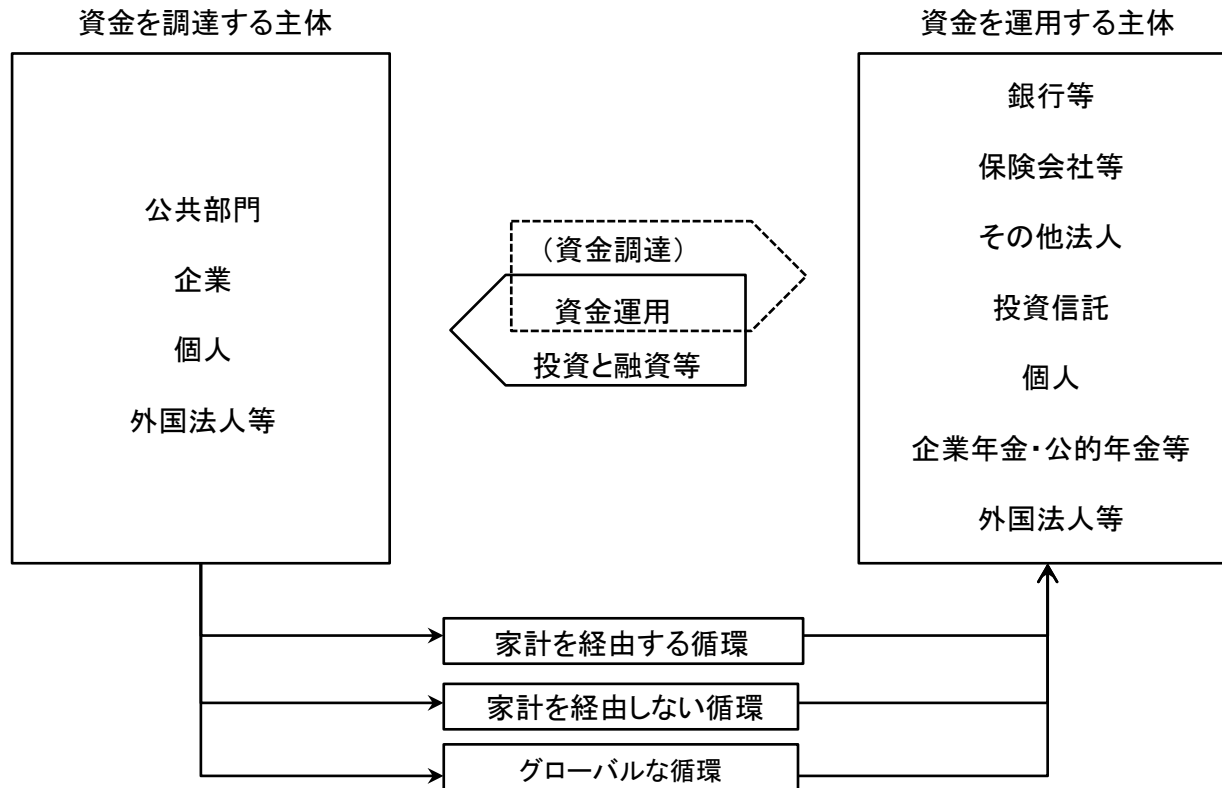 資金を調達する主体
資金を運用する主体
公共部門
企業
個人
外国法人等
(資金調達)
資金運用
投資と融資等
銀行等
保険会社等
その他法人
投資信託
個人
企業年金・公的年金等
外国法人等
家計を経由する循環
家計を経由しない循環
グローバルな循環